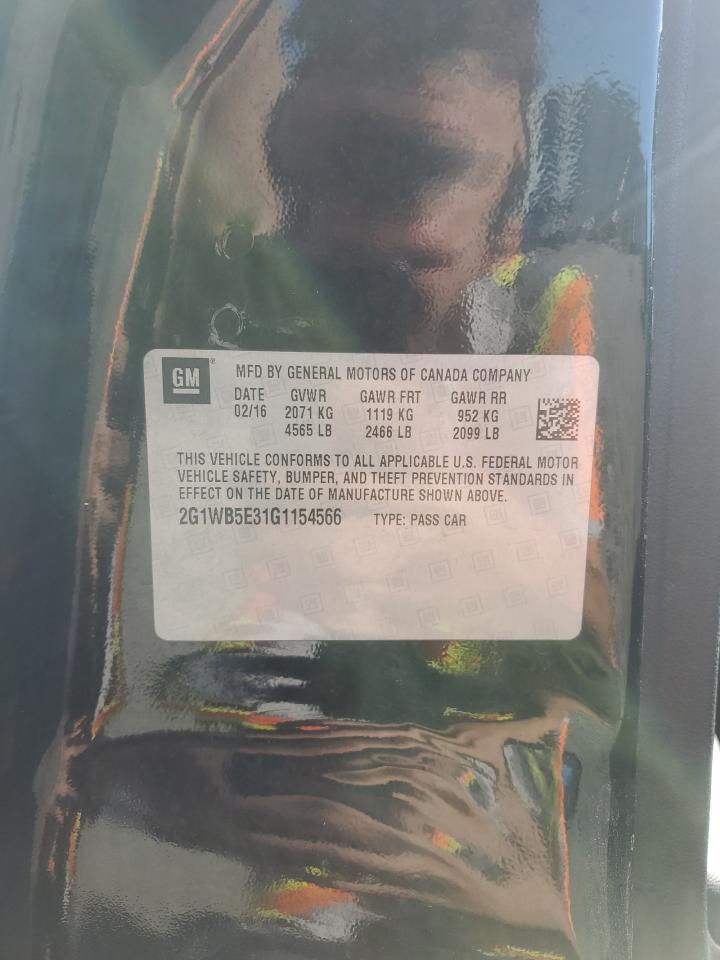 GM® MFD BY GENERAL MOTORS OF CANADA COMPANY
DATE GVWR GAWR FRT GAWR RR
02/16 2071 KG 1119 KG 952 KG
4565 LB 2466 LB 2099 LB
THIS VEHICLE CONFORMS TO ALL APPLICABLE U.S. FEDERAL MOTOR
VEHICLE SAFETY, BUMPER, AND THEFT PREVENTION STANDARDS IN
EFFECT ON THE DATE OF MANUFACTURE SHOWN ABOVE.
2G1WB5E31G1154566 TYPE: PASS CAR